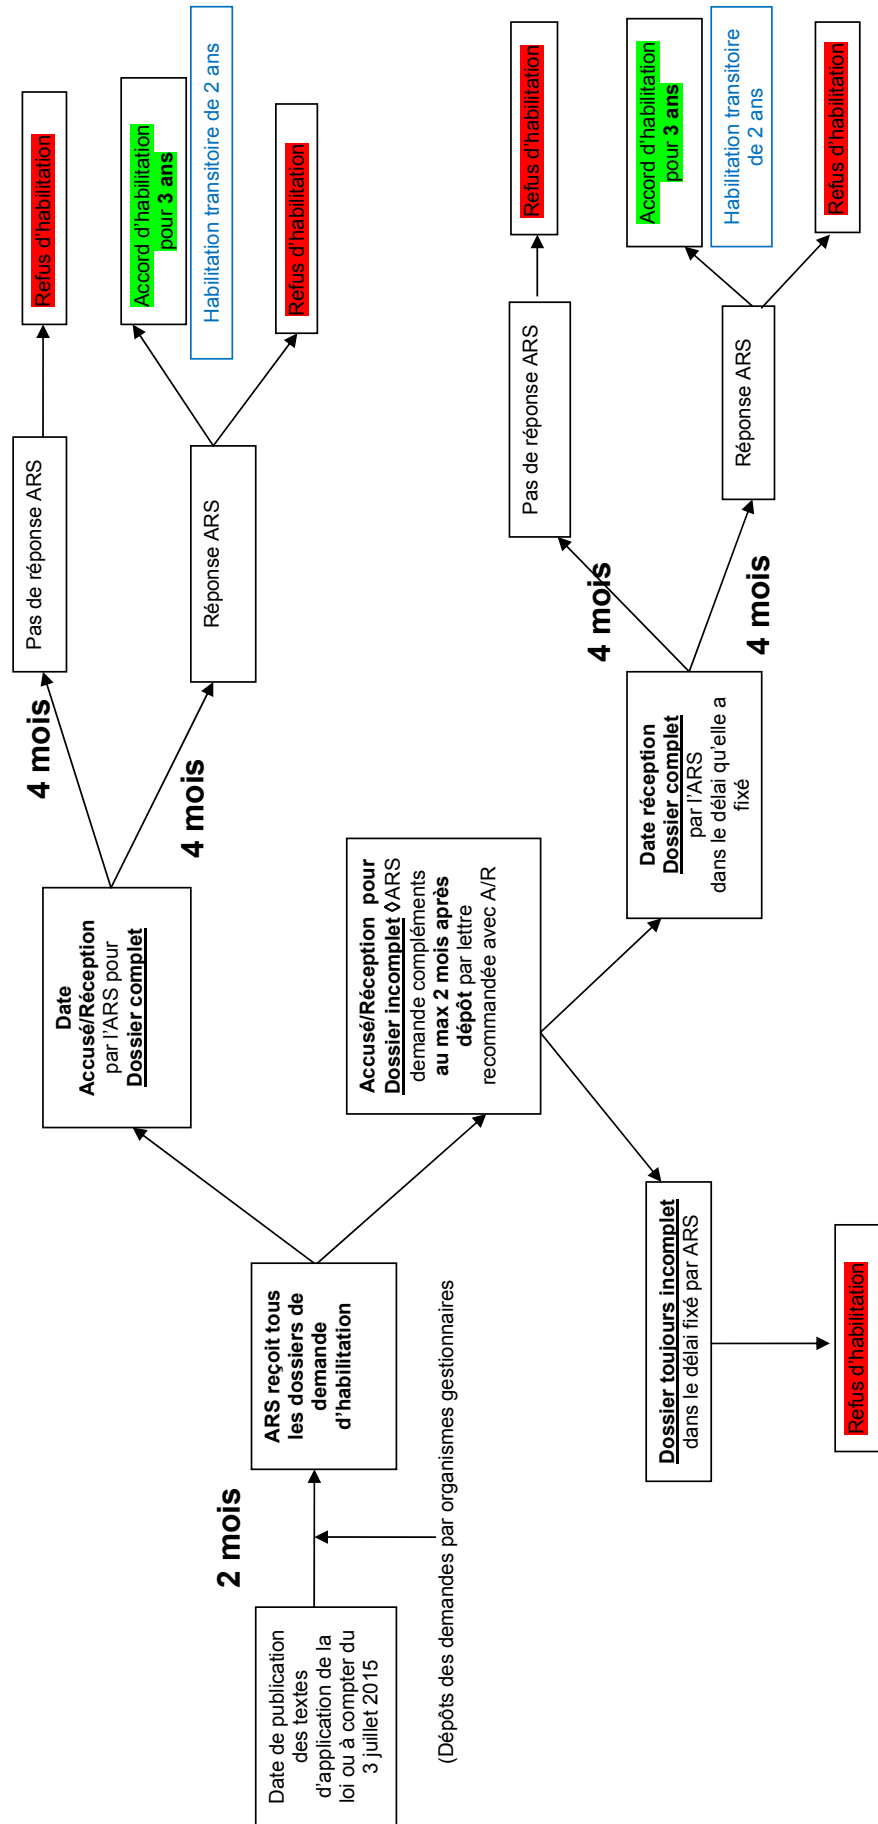 Date de publication
des textes
d'application de la
loi ou à compter du
3 juillet 2015
2 mois
(Dépôts des demandes par organismes gestionnaires
ARS reçoit tous
les dossiers de
demande
d'habilitation
Date
Accusé/Réception
par l'ARS pour
Dossier complet
4 mois
Pas de réponse ARS
Refus d'habilitation
4 mois
Réponse ARS
Accord d'habilitation
pour 3 ans
Habilitation transitoire de 2 ans
Refus d'habilitation
Accusé/Réception pour
Dossier incomplet ◊ARS
demande compléments
au max 2 mois après
dépôt par lettre
recommandée avec A/R
Dossier toujours incomplet
dans le délai fixé par ARS
Refus d'habilitation
Date réception
Dossier complet
par l'ARS
dans le délai qu'elle a
fixé
4 mois
Pas de réponse ARS
Refus d'habilitation
4 mois
Réponse ARS
Accord d'habilitation
pour 3 ans
Habilitation transitoire
de 2 ans
Refus d'habilitation